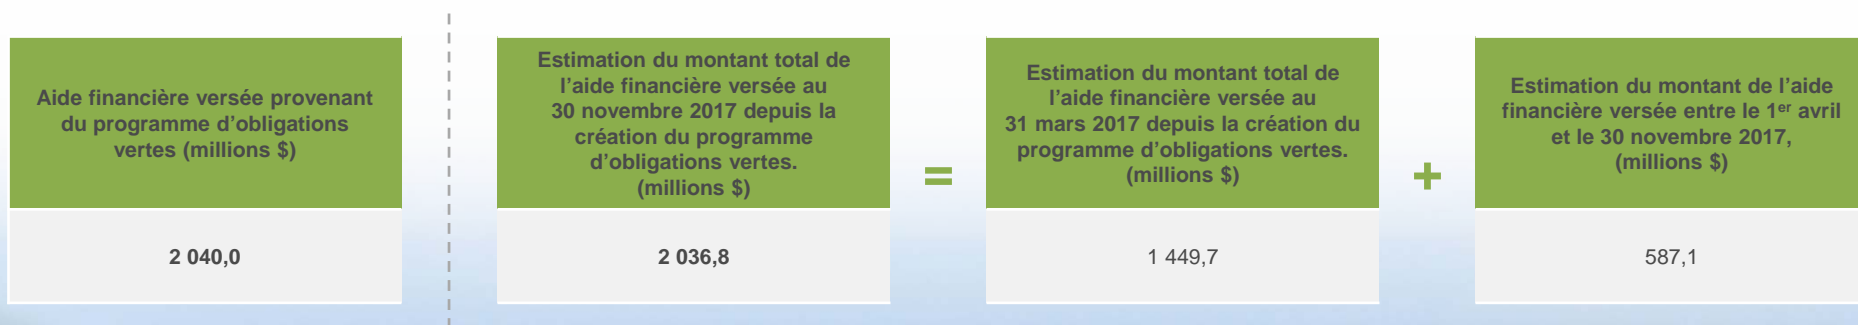 Aide financière versée provenant
du programme d'obligations
vertes (millions $)
2 040,0
Estimation du montant total de
l'aide financière versée au
30 novembre 2017 depuis la
création du programme
d'obligations vertes.
(millions $)
2 036,8
=
Estimation du montant total de
l'aide financière versée au
31 mars 2017 depuis la création du
programme d'obligations vertes.
(millions $)
1 449,7
+
Estimation du montant de l'aide
financière versée entre le 1er avril
et le 30 novembre 2017,
(millions $)
587,1